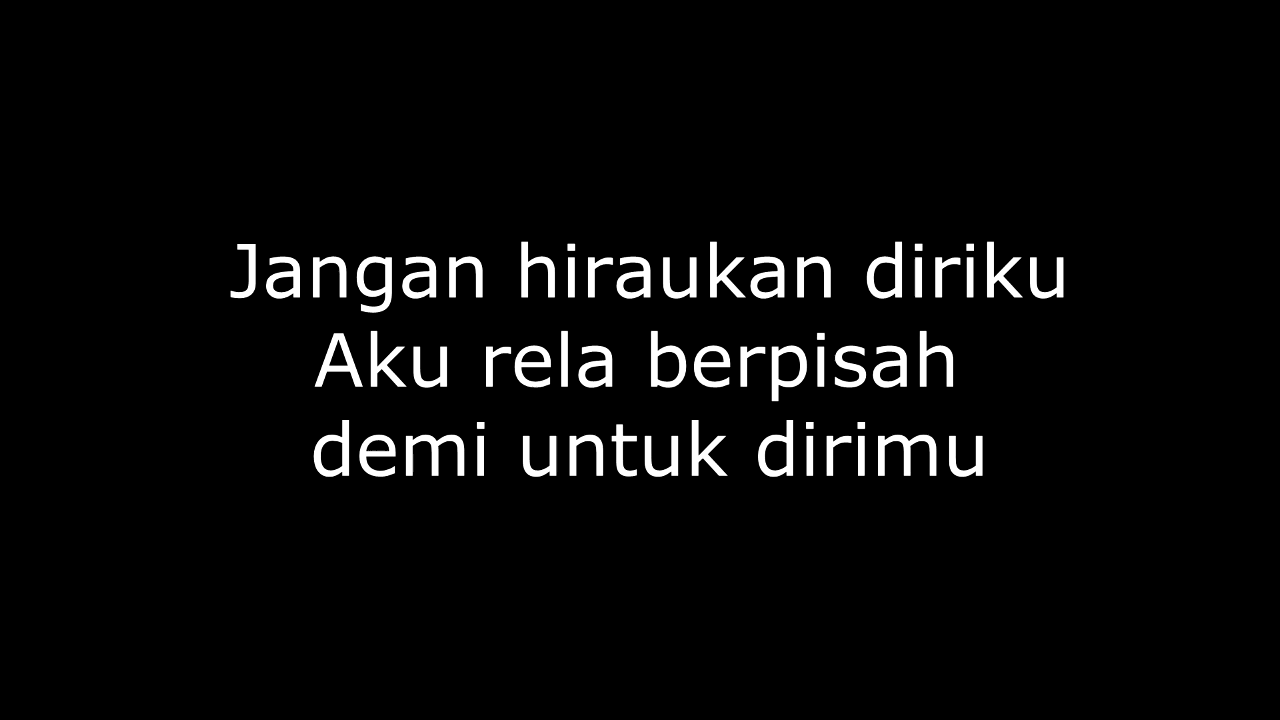 Jangan hiraukan diriku
Aku rela berpisah
demi untuk dirimu